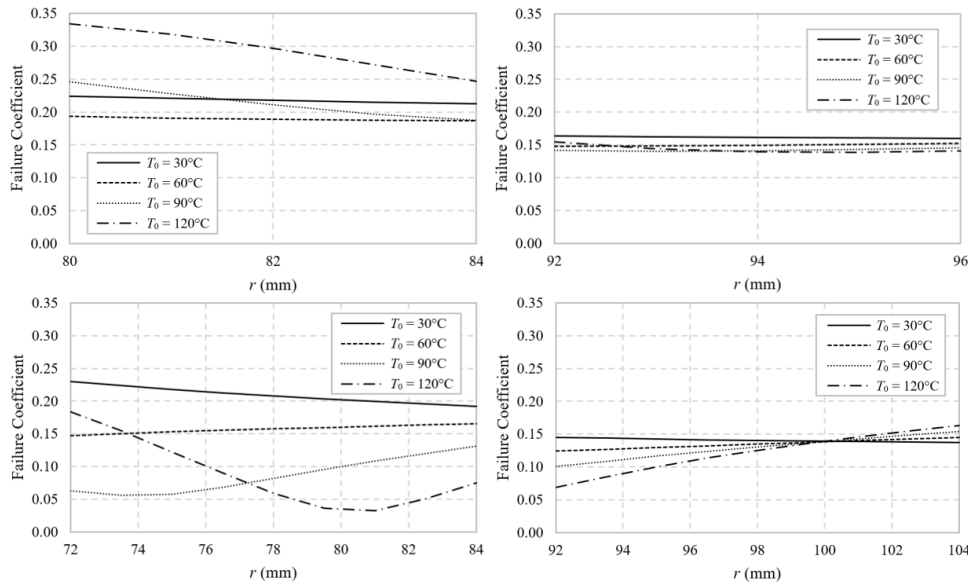 Failure Coefficient
0.35
0.30
0.25
0.20
0.15
0.10
0.05
0.00
T₀ = 30°C
T₀ = 60°C
T₀ = 90°C
T₀ = 120°C
80 82 84
r (mm)
Failure Coefficient
0.35
0.30
0.25
0.20
0.15
0.10
0.05
0.00
T₀ = 30°C
T₀ = 60°C
T₀ = 90°C
T₀ = 120°C
92 94 96
r (mm)
Failure Coefficient
0.35
0.30
0.25
0.20
0.15
0.10
0.05
0.00
T₀ = 30°C
T₀ = 60°C
T₀ = 90°C
T₀ = 120°C
72 74 76 78 80 82 84
r (mm)
Failure Coefficient
0.35
0.30
0.25
0.20
0.15
0.10
0.05
0.00
T₀ = 30°C
T₀ = 60°C
T₀ = 90°C
T₀ = 120°C
92 94 96 98 100 102 104
r (mm)